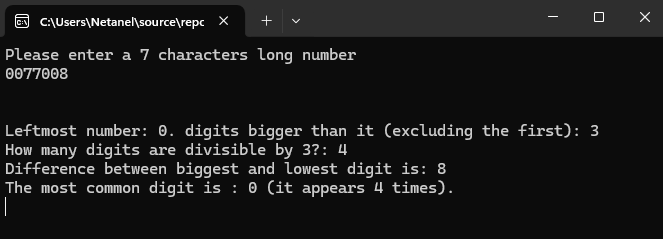 C:\Users\Netanel\source\repo
Please enter a 7 characters long number
0077008
Leftmost number: 0. digits bigger than it (excluding the first): 3
How many digits are divisible by 3?: 4
Difference between biggest and lowest digit is: 8
The most common digit is : 0 (it appears 4 times).